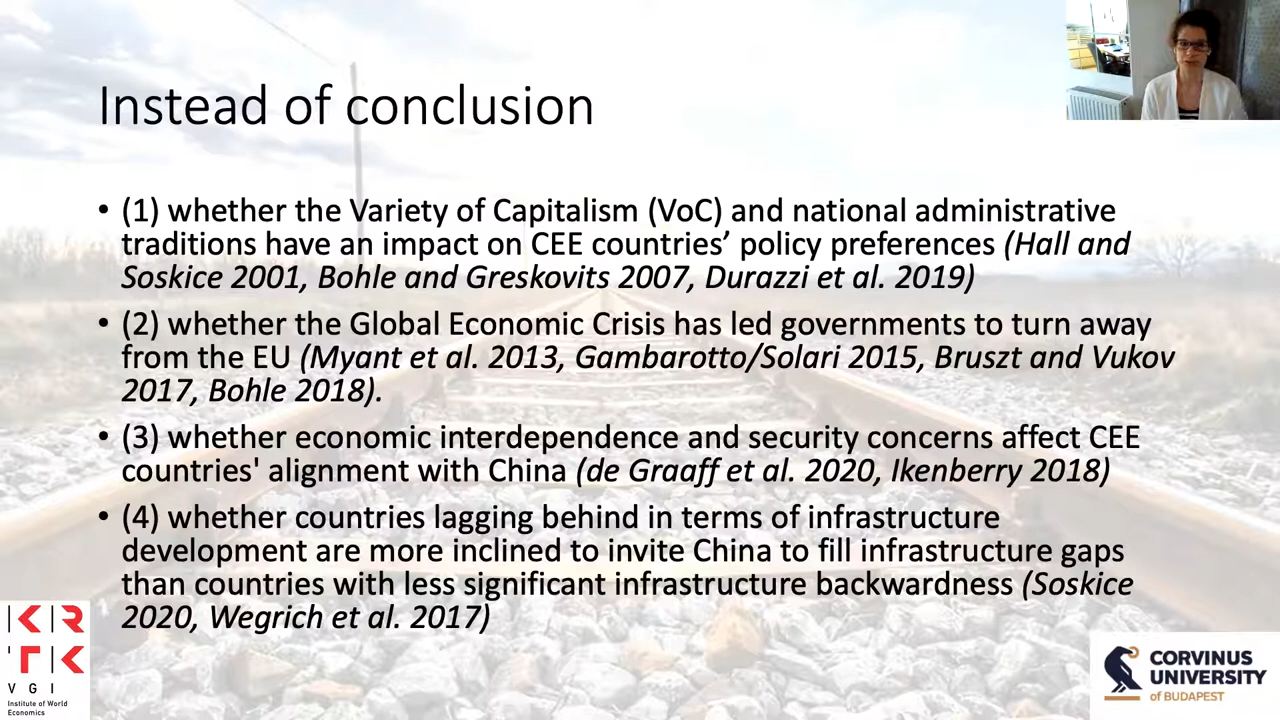 Instead of conclusion
• (1) whether the Variety of Capitalism (VoC) and national administrative
traditions have an impact on CEE countries’ policy preferences (Hall and
Soskice 2001, Bohle and Greskovits 2007, Durazzi et al. 2019)
• (2) whether the Global Economic Crisis has led governments to turn away
from the EU (Myant et al. 2013, Gambarotto/Solari 2015, Bruszt and Vukov
2017, Bohle 2018).
• (3) whether economic interdependence and security concerns affect CEE
countries' alignment with China (de Graaff et al. 2020, Ikenberry 2018)
• (4) whether countries lagging behind in terms of infrastructure
development are more inclined to invite China to fill infrastructure gaps
than countries with less significant infrastructure backwardness (Soskice
2020, Wegrich et al. 2017)
KR
TK
VGI
Institute of World
Economics
CORVINUS
UNIVERSITY
of BUDAPEST